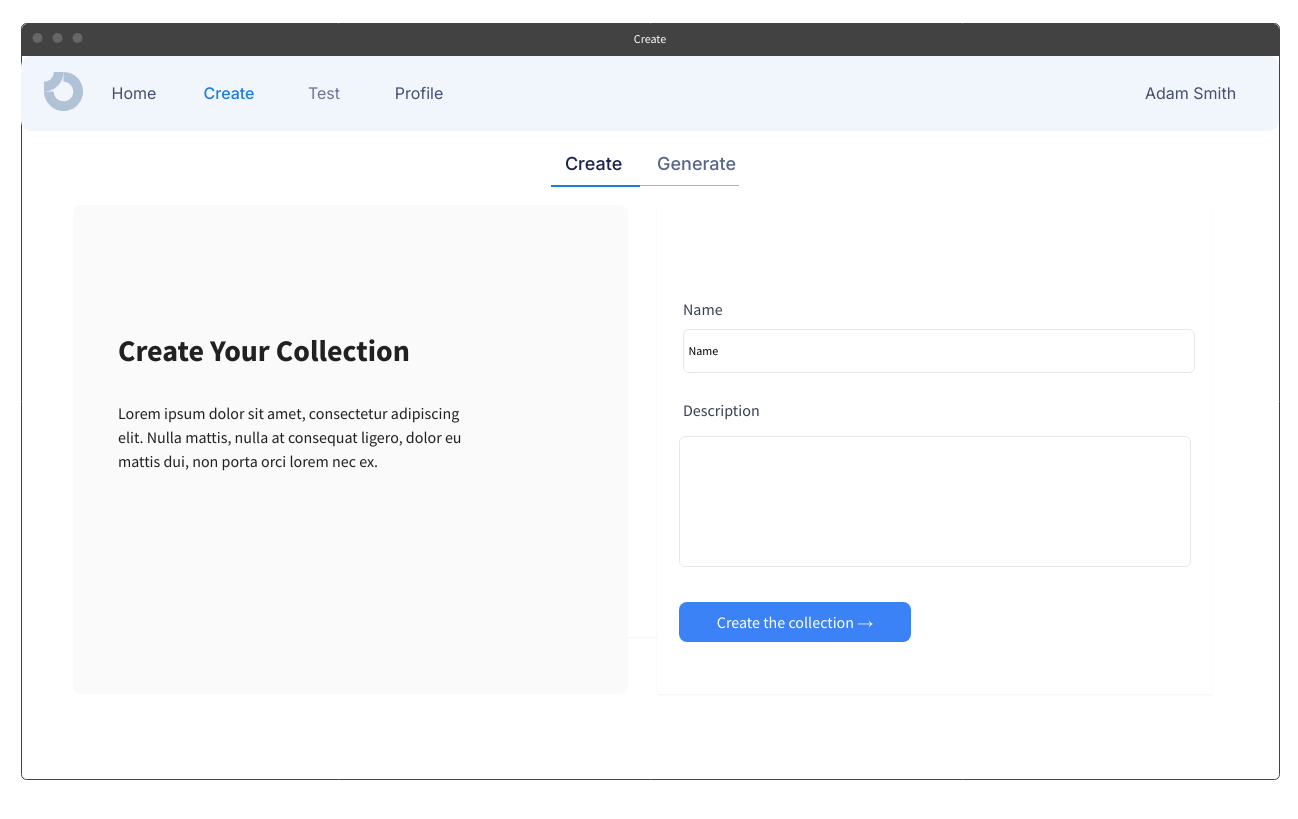 Create
Home Create Test Profile Adam Smith
Create Generate
Create Your Collection
Lorem ipsum dolor sit amet, consectetur adipiscing
elit. Nulla mattis, nulla at consequat ligero, dolor eu
mattis dui, non porta orci lorem nec ex.
Name
Name
Description
Create the collection →